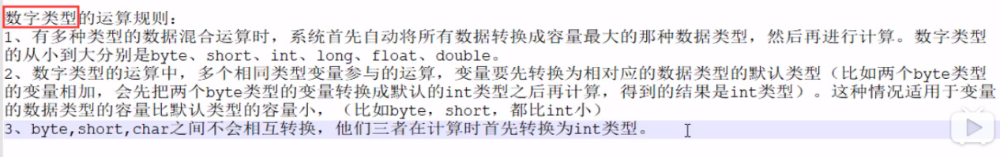 数字类型的运算规则：
1、有多种类型的数据混合运算时，系统首先自动将所有数据转换成容量最大的那种数据类型，然后再进行计算。数字类型
的从小到大分别是byte、short、int、long、float、double。
2、数字类型的运算中，多个相同类型变量参与的运算，变量要先转换为相对应的数据类型的默认类型（比如两个byte类型
的变量相加，会先把两个byte类型的变量转换成默认的int类型之后再计算，得到的结果是int类型）。这种情况适用于变量
的数据类型的容量比默认类型的容量小，（比如byte，short，都比int小）
3、byte,short,char之间不会相互转换，他们三者在计算时首先转换为int类型。